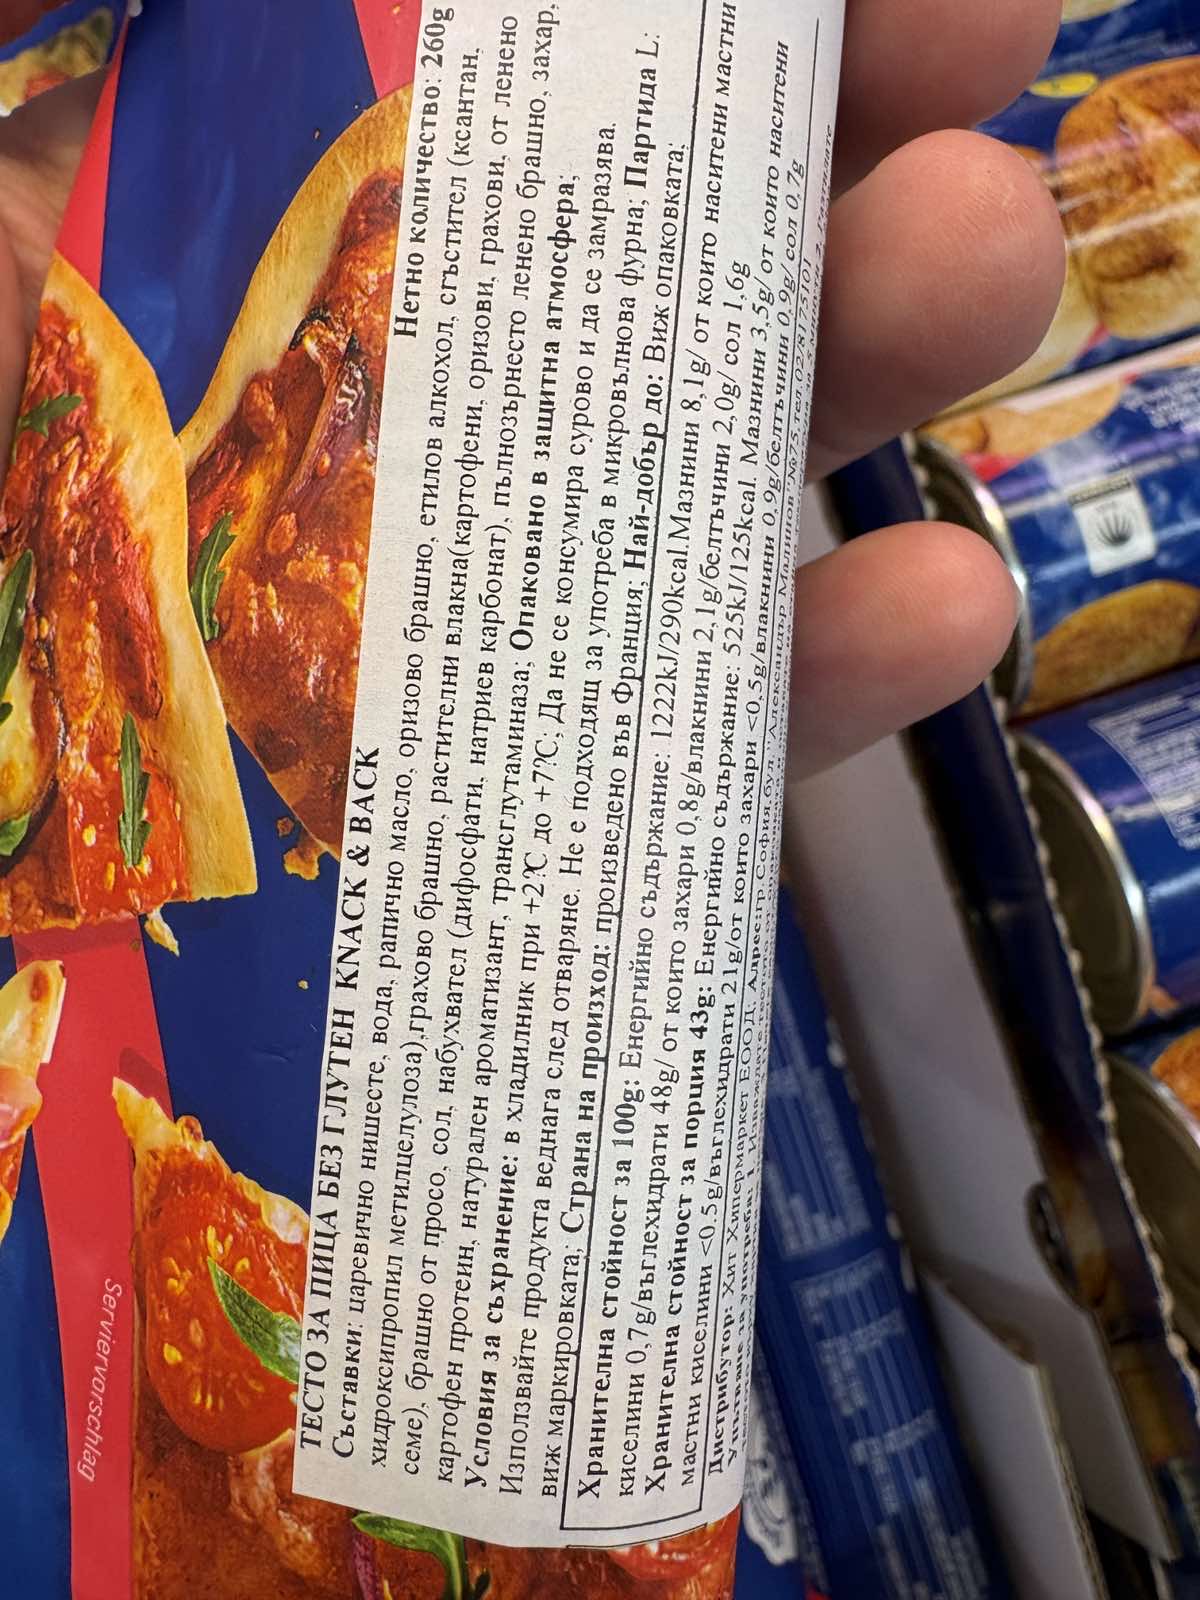 ТЕСТО ЗА ПИЦА БЕЗ ГЛУТЕН KNACK & BACK Нетно количество: 260g
Съставки: царевично нишесте, вода, рапично масло, оризово брашно, етилов алкохол, сгъстител (ксантан,
хидроксипропил метилцелулоза),грахово брашно, растителни влакна(картофени, оризови, грахови, от ленено
семе), брашно от просо, сол, набухвател (дифосфати, натриев карбонат), пълнозърнесто ленено брашно, захар,
картофен протеин, натурален ароматизант, трансглутаминаза; Опаковано в защитна атмосфера;
Условия за съхранение: в хладилник при +2℃ до +7℃; Да не се консумира сурово и да се замразява.
Използвайте продукта веднага след отваряне. Не е подходящ за употреба в микровълнова фурна; Партида L:
виж маркировката; Страна на произход: произведено във Франция; Най-добър до: Виж опаковката;
Хранителна стойност за 100g: Енергийно съдържание: 1222kJ/290kcal.Мазнини 8,1g/ от които наситени мастни
киселини 0,7g/въглехидрати 48g/ от които захари 0,8g/влакнини 2,1g/белтъчини 2,0g/ сол 1,6g
Хранителна стойност за порция 43g: Енергийно съдържание: 525kJ/125kcal. Мазнини 3,5g/ от които наситени
мастни киселини <0.5g/въглехидрати 21g/от които захари <0,5g/влакнини 0,9g/белтъчини 0,9g/ сол 0,7g
Дистрибутор: Хит Хипермаркет ЕООД, Адрес:гр.София,бул."Александър Малинов"№75,тел.02/8175101
Упътване за употреба: 1.
Serviervorschlag